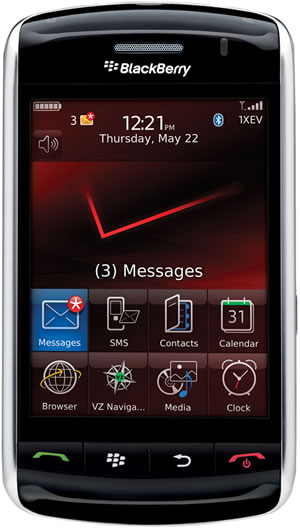 BlackBerry
3 12:21PM 1XEV
Thursday, May 22
(3) Messages
Messages SMS Contacts 31 Calendar
Browser VZ Naviga... Media Clock